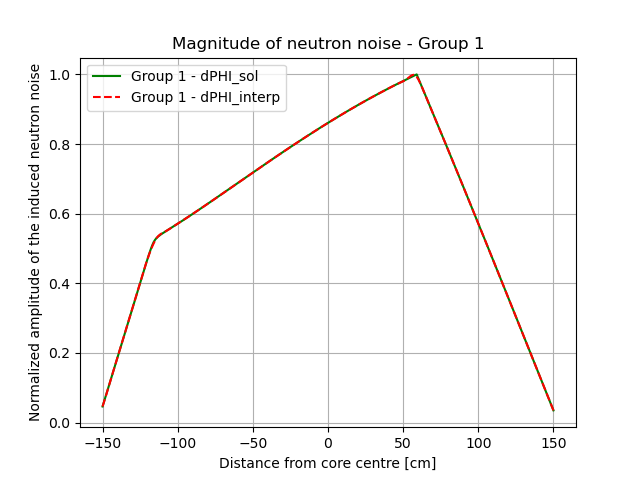 Magnitude of neutron noise - Group 1
Group 1 - dPHI_sol
Group 1 - dPHI_interp
Normalized amplitude of the induced neutron noise
1.0
0.8
0.6
0.4
0.2
0.0
−150 −100 −50 0 50 100 150
Distance from core centre [cm]